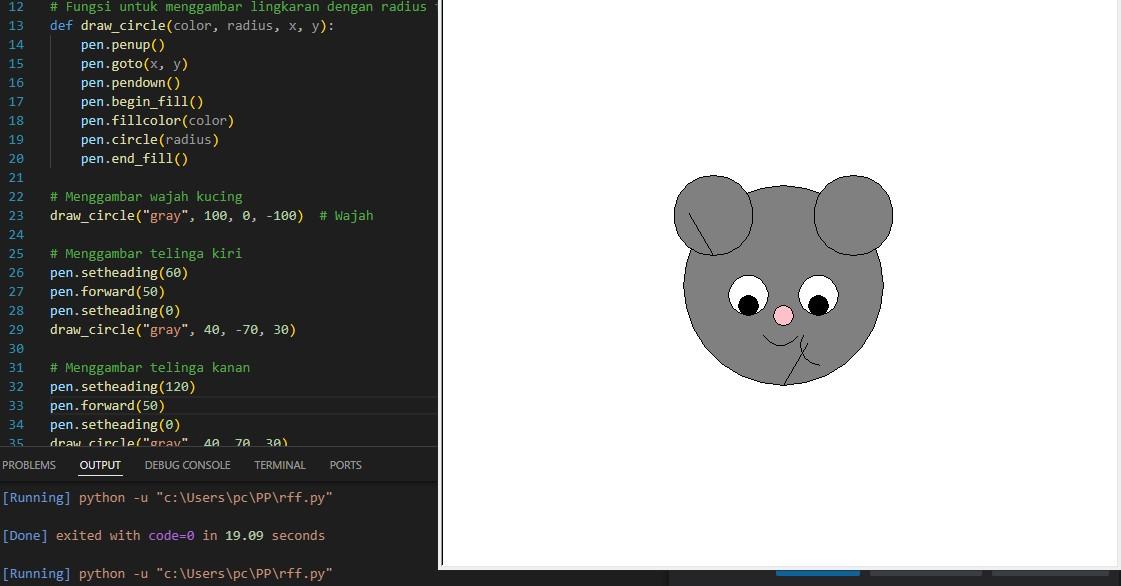 12 # Fungsi untuk menggambar lingkaran dengan radius
13 def draw_circle(color, radius, x, y):
14 pen.penup()
15 pen.goto(x, y)
16 pen.pendown()
17 pen.begin_fill()
18 pen.fillcolor(color)
19 pen.circle(radius)
20 pen.end_fill()
21
22 # Menggambar wajah kucing
23 draw_circle("gray", 100, 0, -100) # Wajah
24
25 # Menggambar telinga kiri
26 pen.setheading(60)
27 pen.forward(50)
28 pen.setheading(0)
29 draw_circle("gray", 40, -70, 30)
30
31 # Menggambar telinga kanan
32 pen.setheading(120)
33 pen.forward(50)
34 pen.setheading(0)
35 draw_circle("gray", 40, 70, 30)
PROBLEMS OUTPUT DEBUG CONSOLE TERMINAL PORTS
[Running] python -u "c:\Users\pc\PP\rff.py"
[Done] exited with code=0 in 19.09 seconds
[Running] python -u "c:\Users\pc\PP\rff.py"